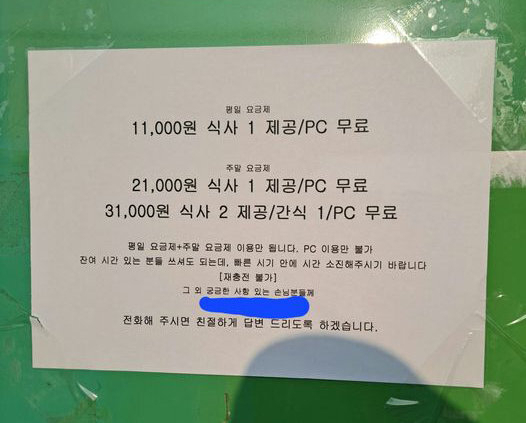 평일 요금제
11,000원 식사 1 제공/PC 무료
주말 요금제
21,000원 식사 1 제공/PC 무료
31,000원 식사 2 제공/간식 1/PC 무료
평일 요금제+주말 요금제 이용만 됩니다. PC 이용만 불가
잔여 시간 있는 분들 쓰셔도 되는데, 빠른 시기 안에 시간 소진해주시기 바랍니다
[재충전 불가]
그 외 궁금한 사항 있는 손님분들께
전화해 주시면 친절하게 답변 드리도록 하겠습니다.